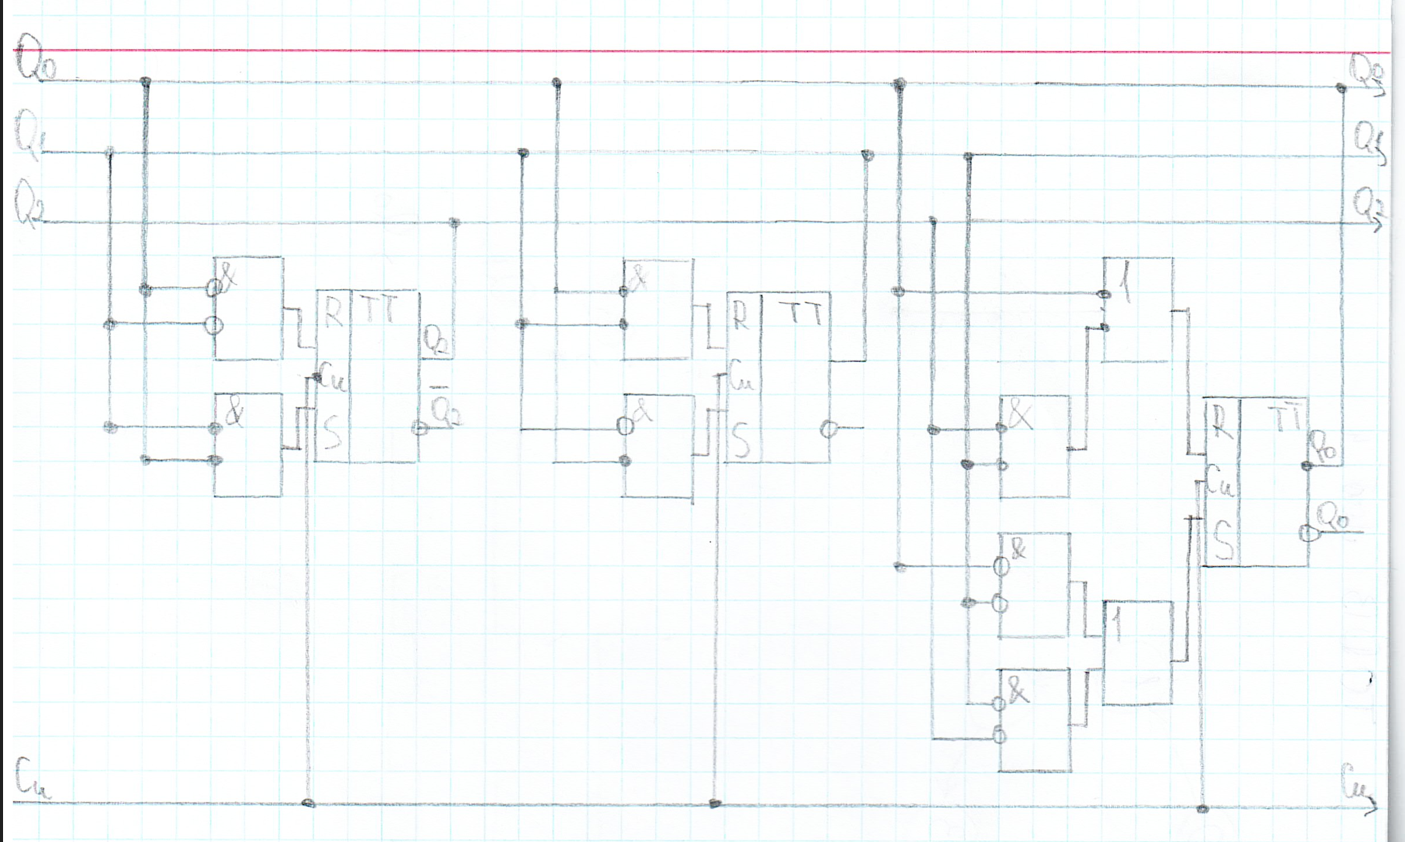 Q0 Q0
Q1 Q1
Q2 Q2
& & 1
R TT Q2 R TT
Cu Cu
& S Q̅2 & S & R TT Q0
Cu
& S Q0
& 1
Cu Cu